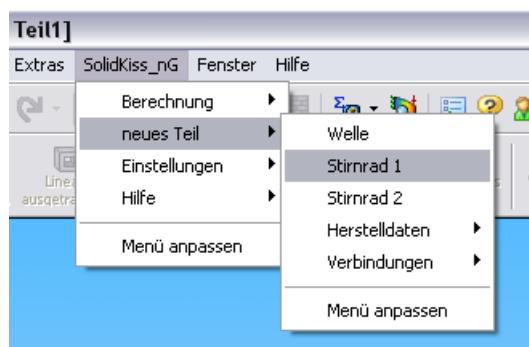 Teil1]
Extras SolidKiss_nG Fenster Hilfe
Berechnung
neues Teil
Einstellungen
Hilfe
Menü anpassen
Welle
Stirnrad 1
Stirnrad 2
Herstelldaten
Verbindungen
Menü anpassen